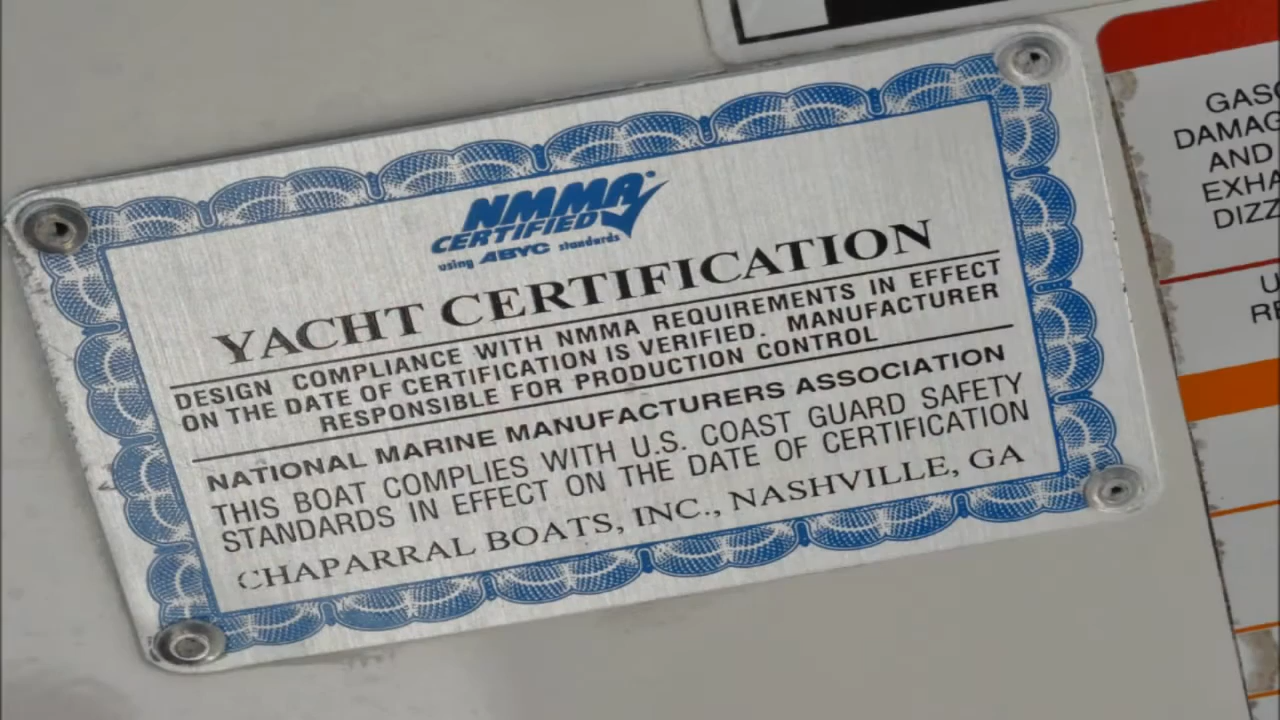 NMMA
CERTIFIED
using ABYC standards
YACHT CERTIFICATION
DESIGN COMPLIANCE WITH NMMA REQUIREMENTS IN EFFECT
ON THE DATE OF CERTIFICATION IS VERIFIED. MANUFACTURER
RESPONSIBLE FOR PRODUCTION CONTROL
NATIONAL MARINE MANUFACTURERS ASSOCIATION
THIS BOAT COMPLIES WITH U.S. COAST GUARD SAFETY
STANDARDS IN EFFECT ON THE DATE OF CERTIFICATION
CHAPARRAL BOATS, INC., NASHVILLE, GA
AND